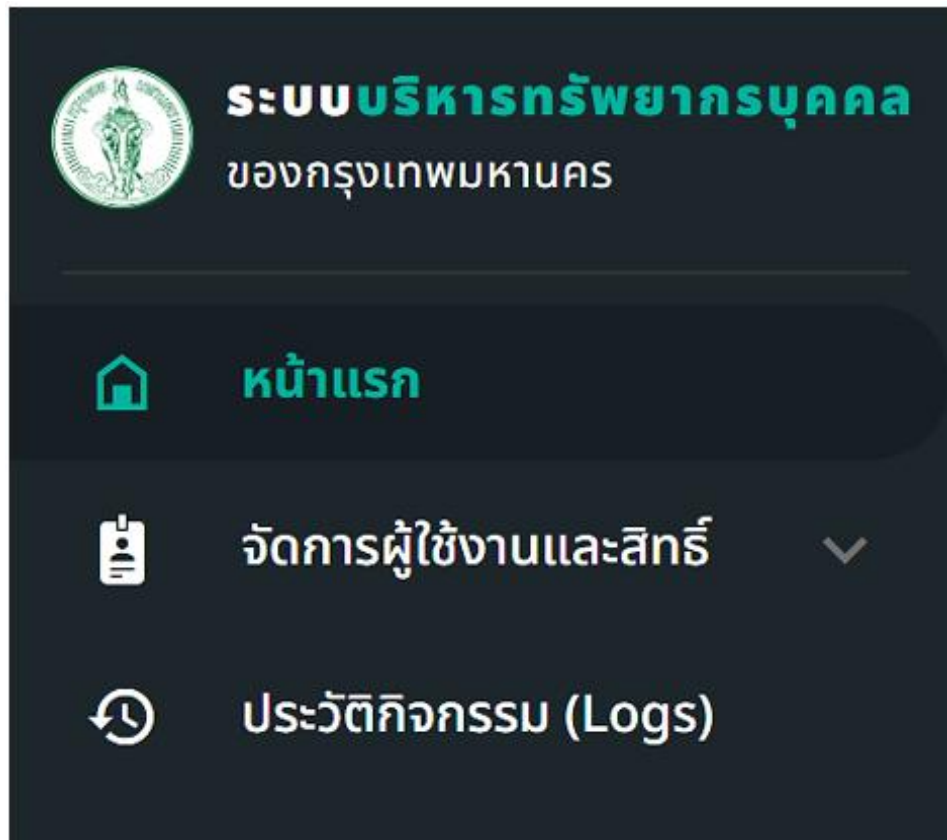 ระบบบริหารทรัพยากรบุคคล
ของกรุงเทพมหานคร
หน้าแรก
จัดการผู้ใช้งานและสิทธิ์
ประวัติกิจกรรม (Logs)